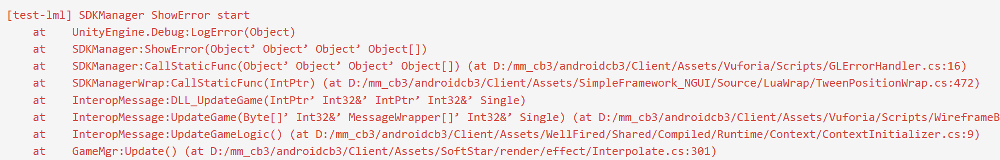 [test-lml] SDKManager ShowError start
at UnityEngine.Debug:LogError(Object)
at SDKManager:ShowError(Object’ Object’ Object’ Object[])
at SDKManager:CallStaticFunc(Object’ Object’ Object’ Object[]) (at D:/mm_cb3/androidcb3/Client/Assets/Vuforia/Scripts/GLErrorHandler.cs:16)
at SDKManagerWrap:CallStaticFunc(IntPtr) (at D:/mm_cb3/androidcb3/Client/Assets/SimpleFramework_NGUI/Source/LuaWrap/TweenPositionWrap.cs:472)
at InteropMessage:DLL_UpdateGame(IntPtr’ Int32&’ IntPtr’ Int32&’ Single)
at InteropMessage:UpdateGame(Byte[]’ Int32&’ MessageWrapper[]’ Int32&’ Single) (at D:/mm_cb3/androidcb3/Client/Assets/Vuforia/Scripts/WireframeB
at InteropMessage:UpdateGameLogic() (at D:/mm_cb3/androidcb3/Client/Assets/WellFired/Shared/Compiled/Runtime/Context/ContextInitializer.cs:9)
at GameMgr:Update() (at D:/mm_cb3/androidcb3/Client/Assets/SoftStar/render/effect/Interpolate.cs:301)